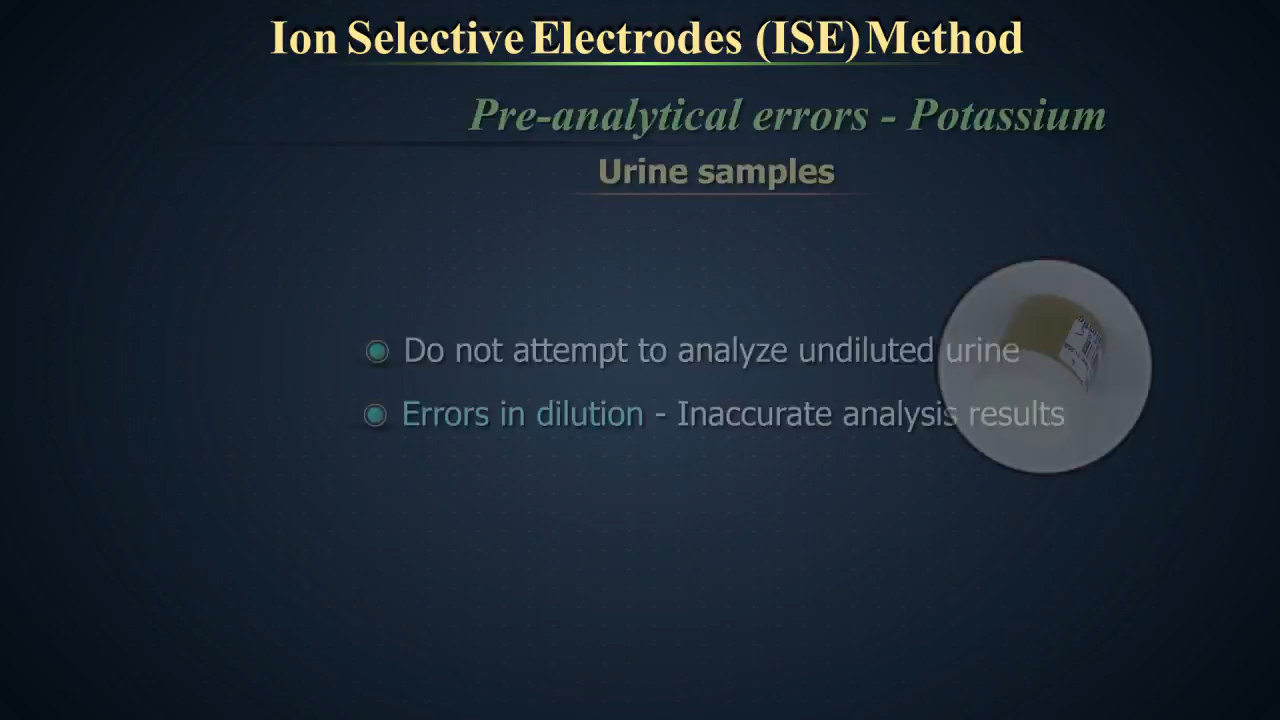 Ion Selective Electrodes (ISE) Method
Pre-analytical errors - Potassium
Urine samples
Do not attempt to analyze undiluted urine
Errors in dilution - Inaccurate analysis results